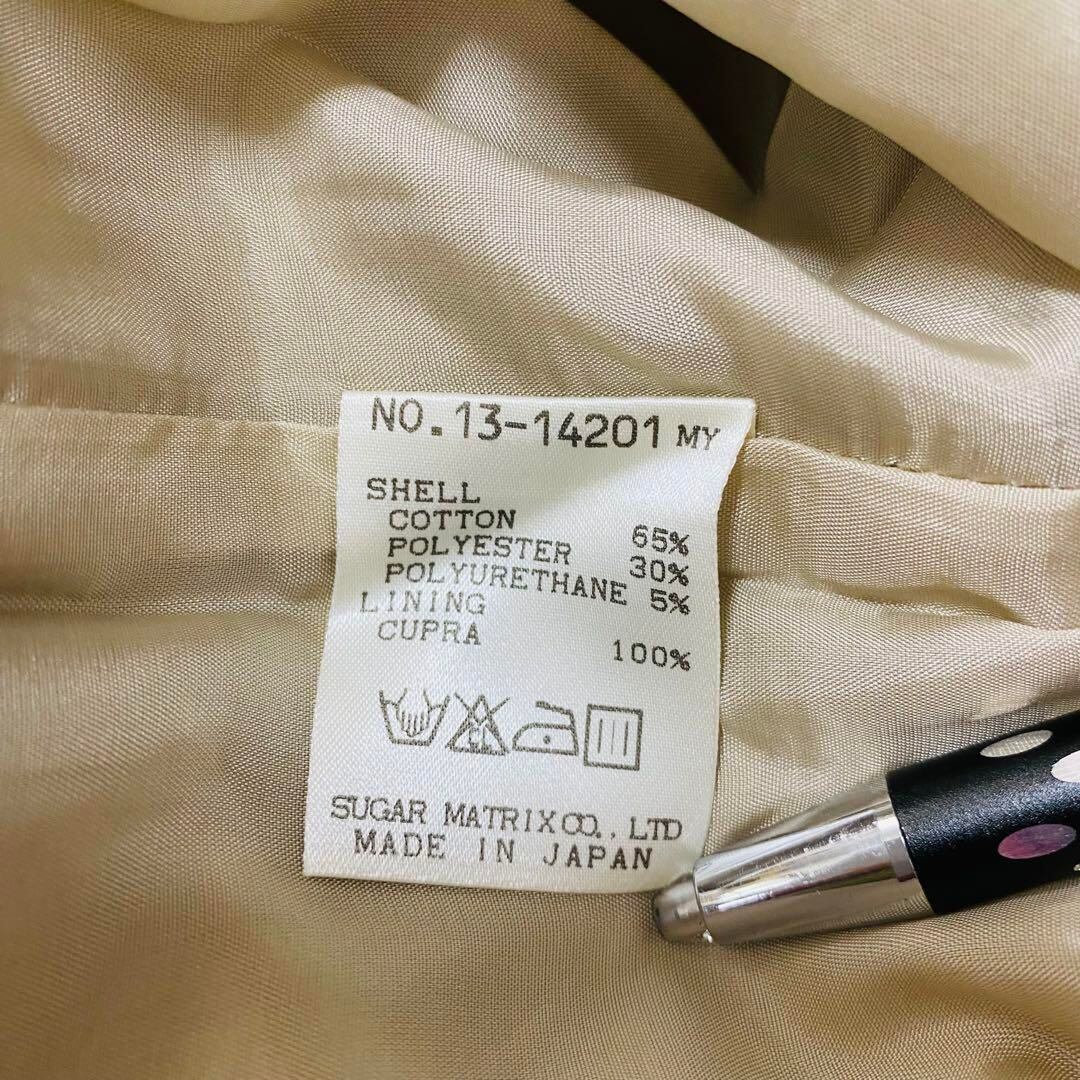 NO.13-14201 MY
SHELL
COTTON 65%
POLYESTER 30%
POLYURETHANE 5%
LINING
CUPRA 100%
SUGAR MATRIX CO., LTD
MADE IN JAPAN